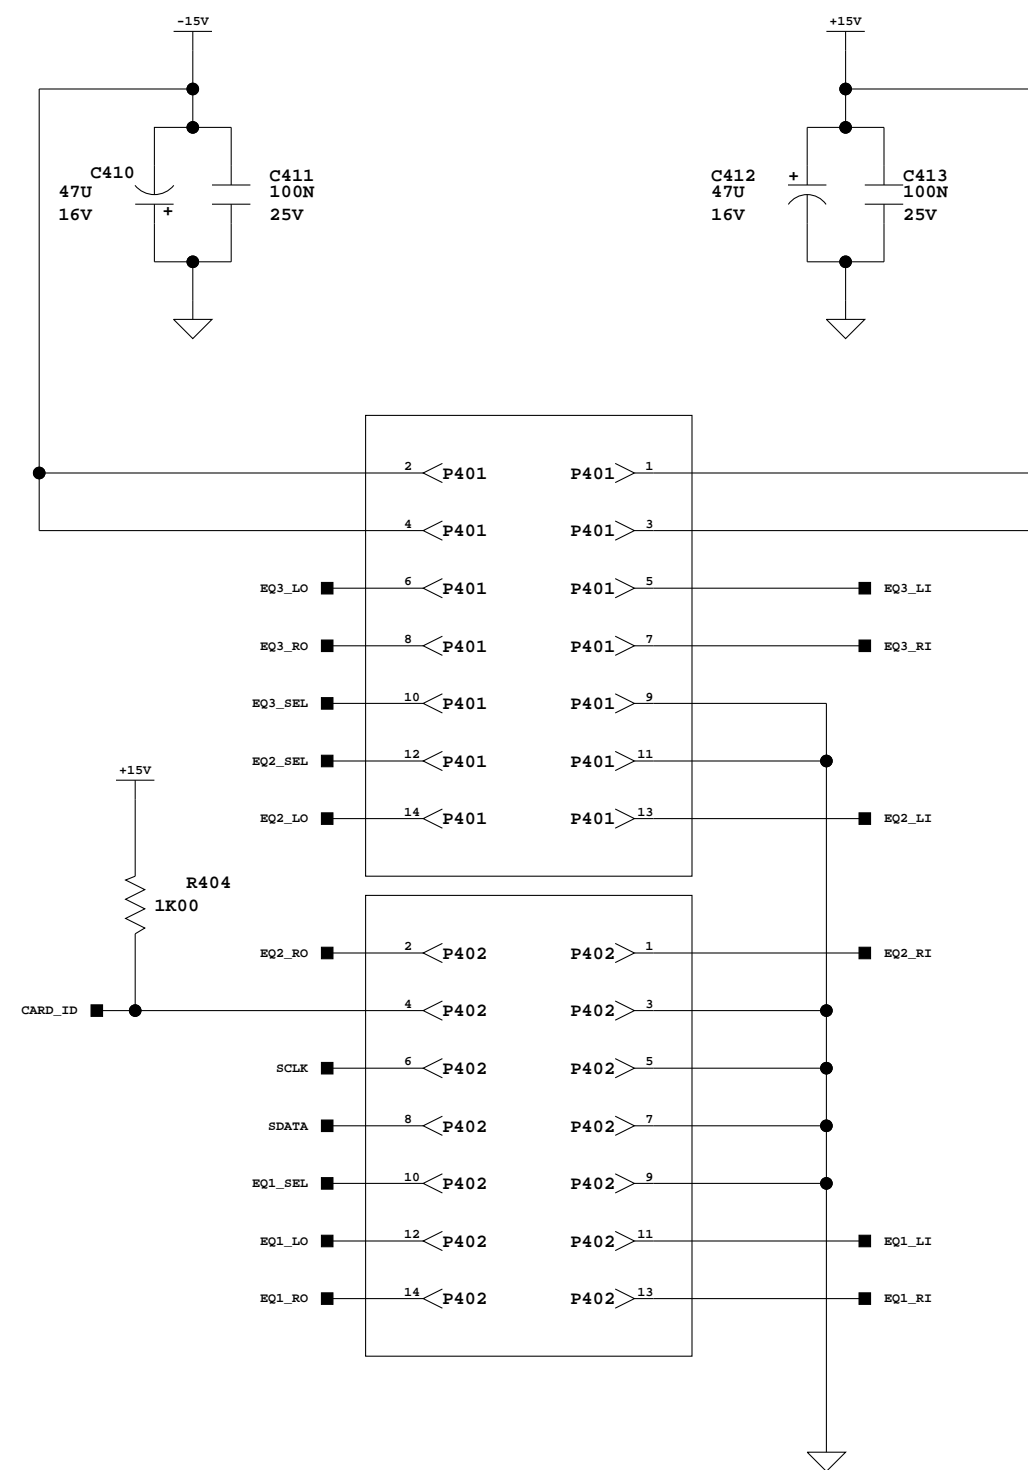 -15V
+15V
C410
47U
16V
+
C411
100N
25V
C412
47U
16V
+
C413
100N
25V
2 P401 P401 1
4 P401 P401 3
EQ3_LO 6 P401 P401 5 EQ3_LI
EQ3_RO 8 P401 P401 7 EQ3_RI
EQ3_SEL 10 P401 P401 9
EQ2_SEL 12 P401 P401 11
EQ2_LO 14 P401 P401 13 EQ2_LI
+15V
R404
1K00
EQ2_RO 2 P402 P402 1 EQ2_RI
CARD_ID 4 P402 P402 3
SCLK 6 P402 P402 5
SDATA 8 P402 P402 7
EQ1_SEL 10 P402 P402 9
EQ1_LO 12 P402 P402 11 EQ1_LI
EQ1_RO 14 P402 P402 13 EQ1_RI